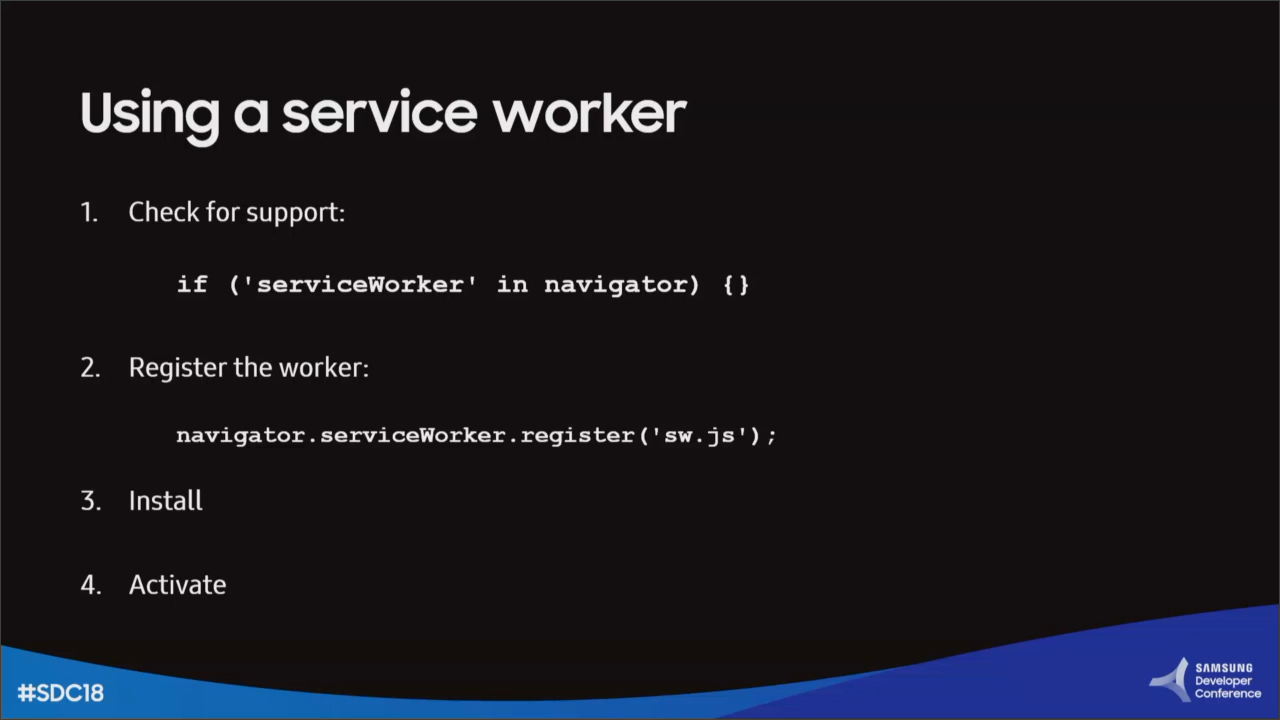 Using a service worker
1. Check for support:
if ('serviceWorker' in navigator) {}
2. Register the worker:
navigator.serviceWorker.register('sw.js');
3. Install
4. Activate
#SDC18
SAMSUNG
Developer
Conference